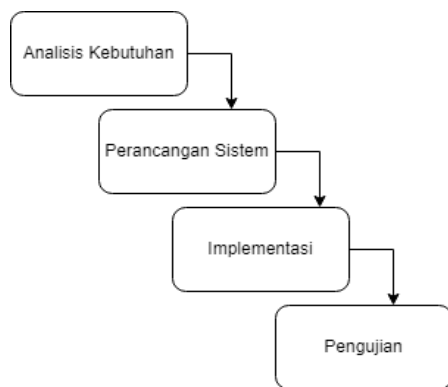 Analisis Kebutuhan
Perancangan Sistem
Implementasi
Pengujian